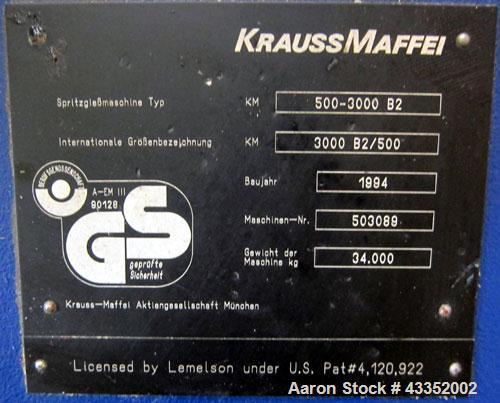 KRAUSSMAFFEI
Spritzgießmaschine Typ KM 500-3000 B2
Internationale Größenbezeichnung KM 3000 B2/500
Baujahr 1994
Maschinen-Nr. 503089
Gewicht der
Maschine kg 34.000
BERUFSGENOSSENSCHAFT
A-EM III
90128
GS
geprüfte
Sicherheit
Krauss-Maffei Aktiengesellschaft München
Licensed by Lemelson under U.S. Pat#4,120,922
Aaron Stock # 43352002